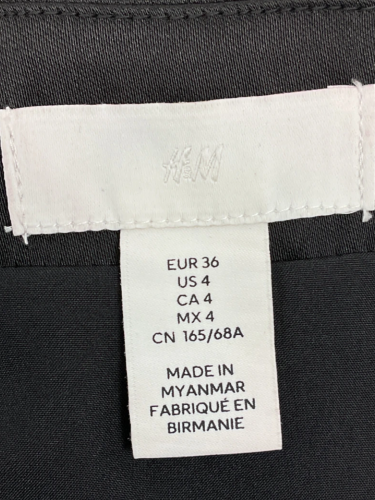 H&M
EUR 36
US 4
CA 4
MX 4
CN 165/68A
MADE IN
MYANMAR
FABRIQUÉ EN
BIRMANIE